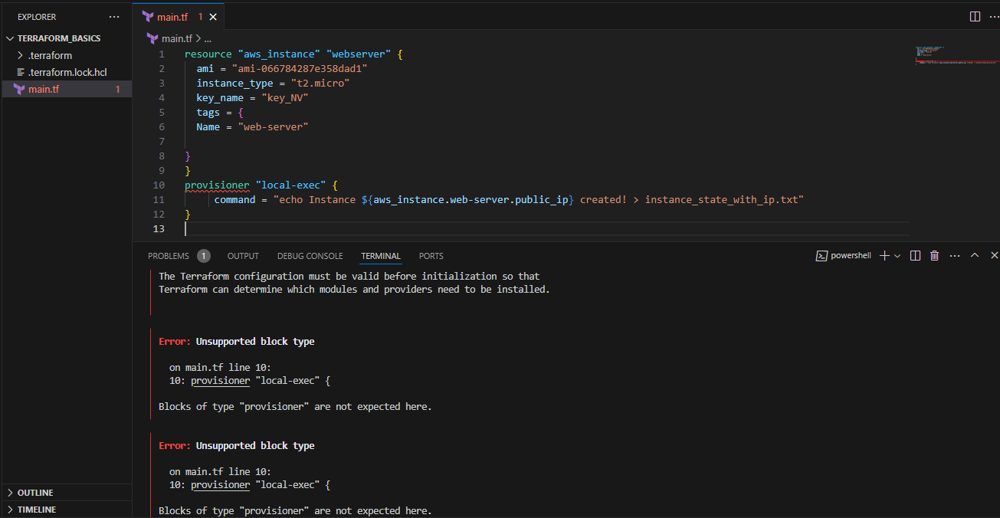 EXPLORER ...
TERRAFORM_BASICS
.terraform
.terraform.lock.hcl
main.tf 1
OUTLINE
TIMELINE
main.tf 1
main.tf > ...
1 resource "aws_instance" "webserver" {
2 ami = "ami-066784287e358dad1"
3 instance_type = "t2.micro"
4 key_name = "key_NV"
5 tags = {
6 Name = "web-server"
7
8 }
9 }
10 provisioner "local-exec" {
11 command = "echo Instance ${aws_instance.web-server.public_ip} created! > instance_state_with_ip.txt"
12 }
13
PROBLEMS 1 OUTPUT DEBUG CONSOLE TERMINAL PORTS powershell
The Terraform configuration must be valid before initialization so that
Terraform can determine which modules and providers need to be installed.
Error: Unsupported block type
on main.tf line 10:
10: provisioner "local-exec" {
Blocks of type "provisioner" are not expected here.
Error: Unsupported block type
on main.tf line 10:
10: provisioner "local-exec" {
Blocks of type "provisioner" are not expected here.